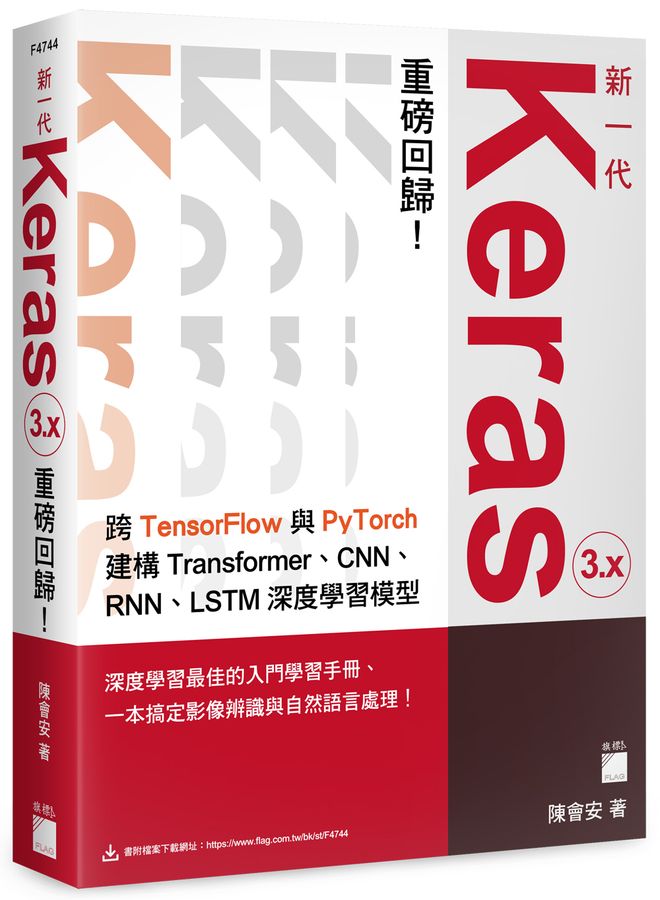 F4744
新一代
Keras
3.x
重磅回歸！
陳會安 著
旗標
FLAG
Keras
重磅回歸！
新一代
Keras
3.x
跨 TensorFlow 與 PyTorch
建構 Transformer、CNN、
RNN、LSTM 深度學習模型
深度學習最佳的入門學習手冊、
一本搞定影像辨識與自然語言處理！
書附檔案下載網址：https://www.flag.com.tw/bk/st/F4744
旗標
FLAG
陳會安 著